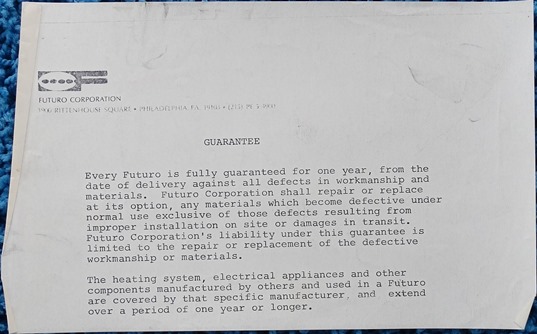 FUTURO CORPORATION
RITTENHOUSE SQUARE • PHILADELPHIA, PA.
GUARANTEE
Every Futuro is fully guaranteed for one year, from the
date of delivery against all defects in workmanship and
materials. Futuro Corporation shall repair or replace
at its option, any materials which become defective under
normal use exclusive of those defects resulting from
improper installation on site or damages in transit.
Futuro Corporation's liability under this guarantee is
limited to the repair or replacement of the defective
workmanship or materials.
The heating system, electrical appliances and other
components manufactured by others and used in a Futuro
are covered by that specific manufacturer, and extend
over a period of one year or longer.